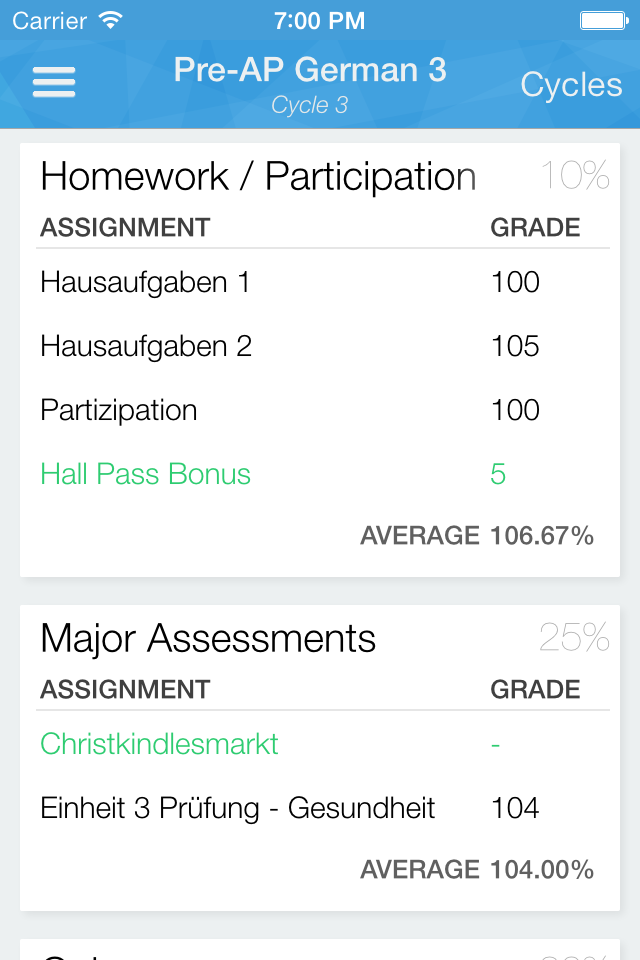 Carrier 7:00 PM
Pre-AP German 3
Cycle 3
Cycles
Homework / Participation 10%
ASSIGNMENT GRADE
Hausaufgaben 1 100
Hausaufgaben 2 105
Partizipation 100
Hall Pass Bonus 5
AVERAGE 106.67%
Major Assessments 25%
ASSIGNMENT GRADE
Christkindlesmarkt -
Einheit 3 Prüfung - Gesundheit 104
AVERAGE 104.00%